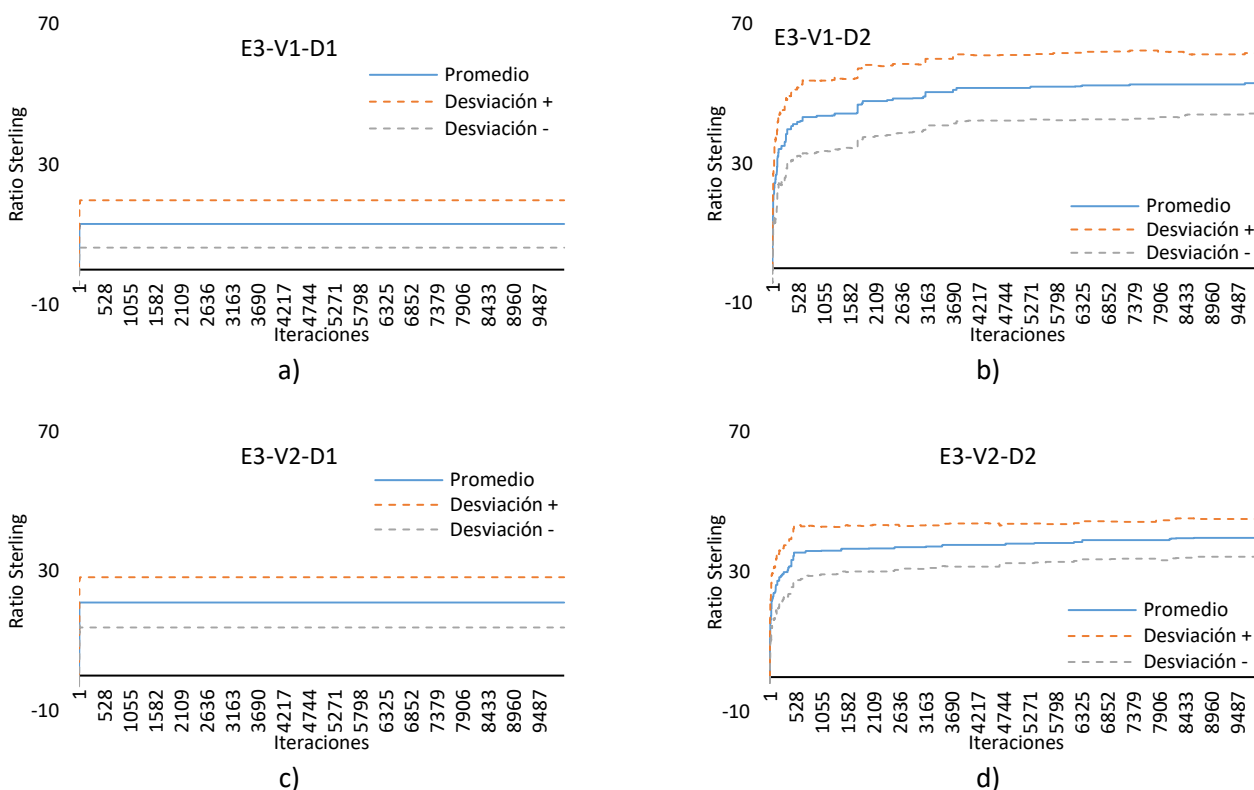 70
E3-V1-D1
Promedio
Desviación +
Desviación -
30
-10
Ratio Sterling
1 528 1055 1582 2109 2636 3163 3690 4217 4744 5271 5798 6325 6852 7379 7906 8433 8960 9487
Iteraciones
a)
70
E3-V1-D2
30
Promedio
Desviación +
Desviación -
-10
Ratio Sterling
1 528 1055 1582 2109 2636 3163 3690 4217 4744 5271 5798 6325 6852 7379 7906 8433 8960 9487
Iteraciones
b)
70
E3-V2-D1
Promedio
Desviación +
Desviación -
30
-10
Ratio Sterling
1 528 1055 1582 2109 2636 3163 3690 4217 4744 5271 5798 6325 6852 7379 7906 8433 8960 9487
Iteraciones
c)
70
E3-V2-D2
30
Promedio
Desviación +
Desviación -
-10
Ratio Sterling
1 528 1055 1582 2109 2636 3163 3690 4217 4744 5271 5798 6325 6852 7379 7906 8433 8960 9487
Iteraciones
d)